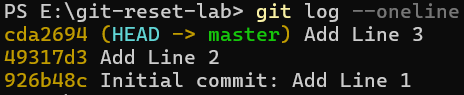 PS E:\git-reset-lab> git log --oneline
cda2694 (HEAD -> master) Add Line 3
49317d3 Add Line 2
926b48c Initial commit: Add Line 1